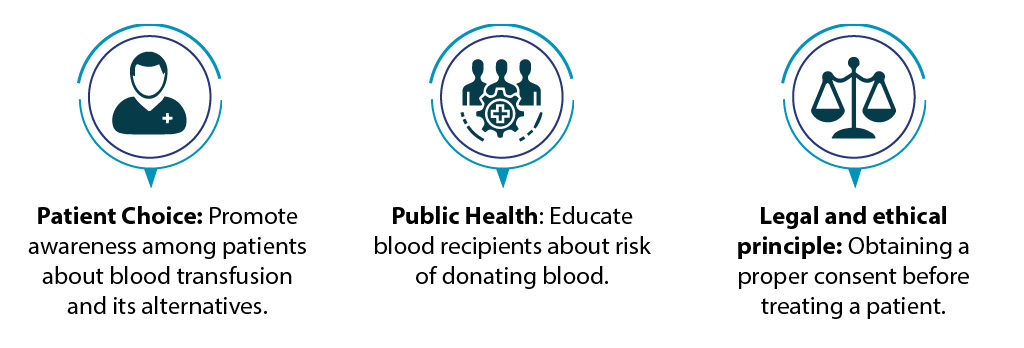 Patient Choice: Promote
awareness among patients
about blood transfusion
and its alternatives.
Public Health: Educate
blood recipients about risk
of donating blood.
Legal and ethical
principle: Obtaining a
proper consent before
treating a patient.